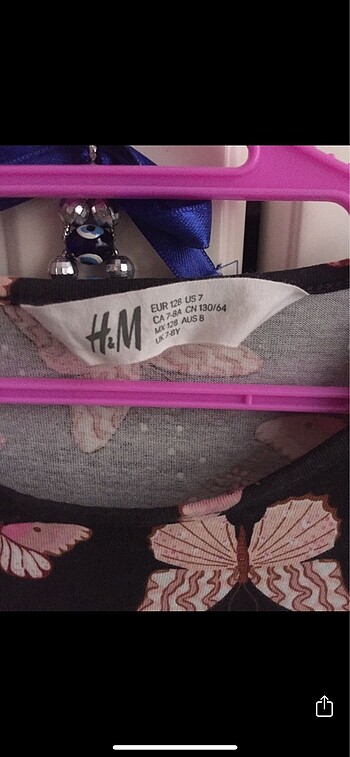 H&M
EUR 128 US 7
CA 7-8A CN 130/64
MX 128 AUS 8
UK 7-8Y